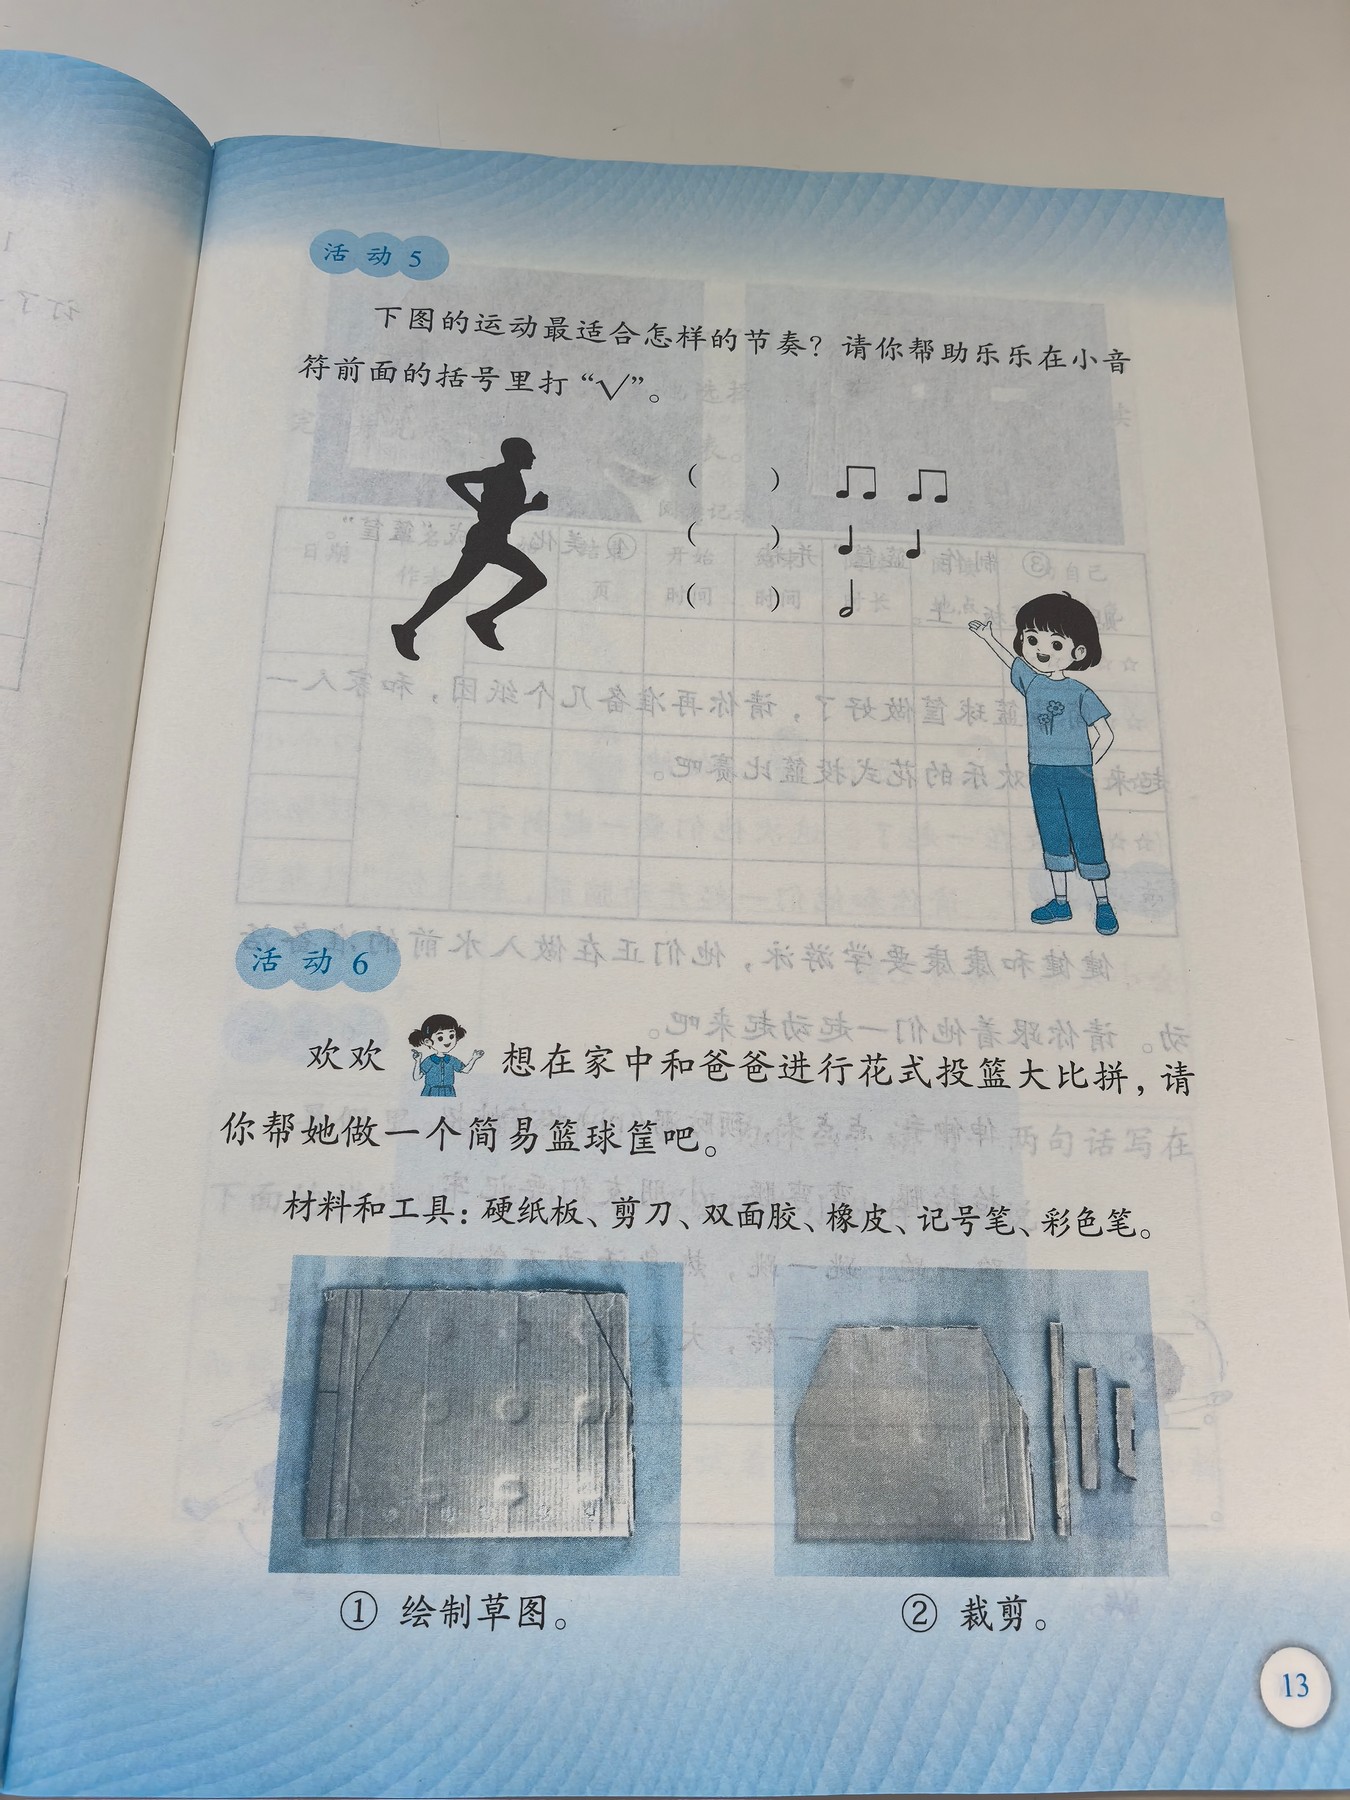 活动5
下图的运动最适合怎样的节奏？请你帮助乐乐在小音
符前面的括号里打“√”。
（　　）
（　　）
（　　）
活动6
欢欢 想在家中和爸爸进行花式投篮大比拼，请
你帮她做一个简易篮球筐吧。
材料和工具：硬纸板、剪刀、双面胶、橡皮、记号笔、彩色笔。
① 绘制草图。
② 裁剪。
13